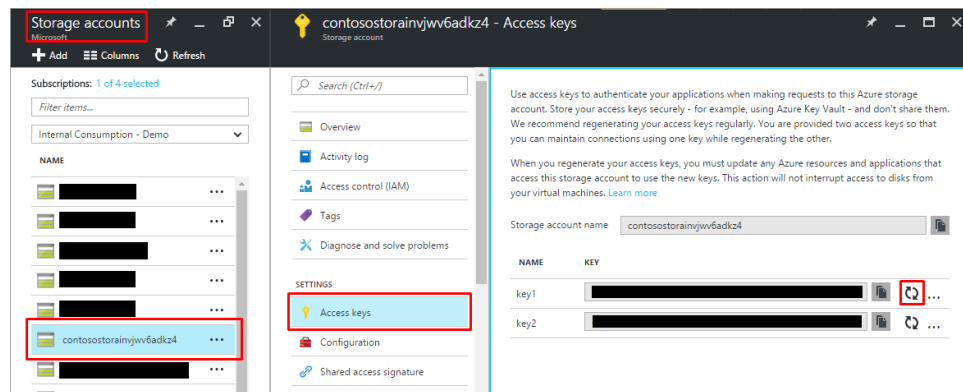 Storage accounts
Microsoft
Add Columns Refresh
Subscriptions: 1 of 4 selected
Filter items...
Internal Consumption - Demo
NAME
contosostorainvjwv6adkz4
contosostorainvjwv6adkz4 - Access keys
Storage account
Search (Ctrl+/)
Overview
Activity log
Access control (IAM)
Tags
Diagnose and solve problems
SETTINGS
Access keys
Configuration
Shared access signature
Use access keys to authenticate your applications when making requests to this Azure storage
account. Store your access keys securely - for example, using Azure Key Vault - and don't share them.
We recommend regenerating your access keys regularly. You are provided two access keys so that
you can maintain connections using one key while regenerating the other.
When you regenerate your access keys, you must update any Azure resources and applications that
access this storage account to use the new keys. This action will not interrupt access to disks from
your virtual machines. Learn more
Storage account name contosostorainvjwv6adkz4
NAME KEY
key1
key2